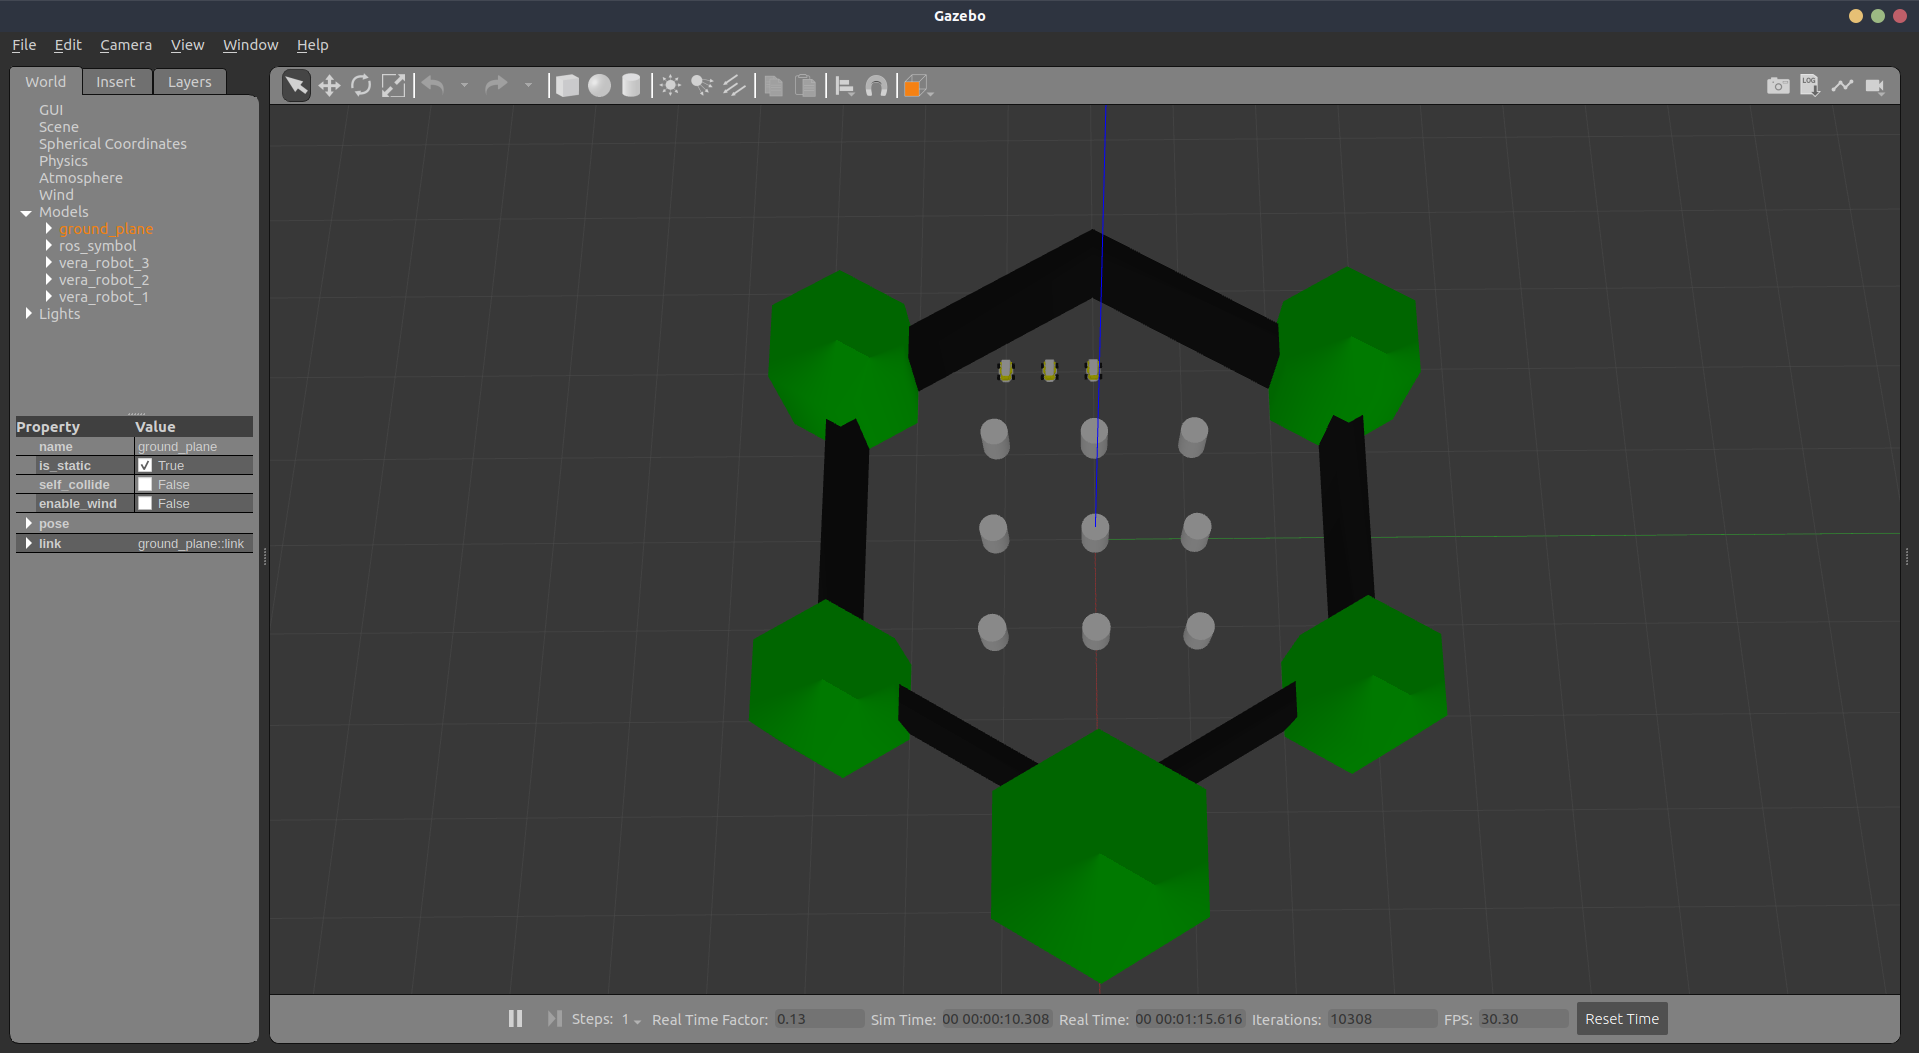 Gazebo
File Edit Camera View Window Help
World Insert Layers
GUI
Scene
Spherical Coordinates
Physics
Atmosphere
Wind
Models
ground_plane
ros_symbol
vera_robot_3
vera_robot_2
vera_robot_1
Lights
Property Value
name ground_plane
is_static True
self_collide False
enable_wind False
pose
link ground_plane::link
LOG
Steps: 1 Real Time Factor: 0.13 Sim Time: 00 00:00:10.308 Real Time: 00 00:01:15.616 Iterations: 10308 FPS: 30.30 Reset Time